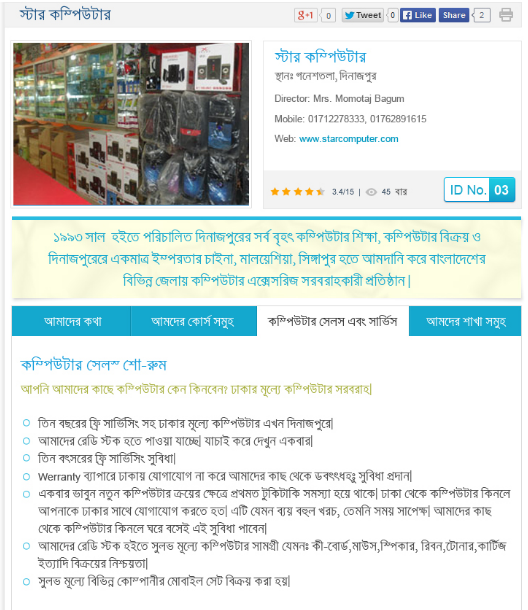 স্টার কম্পিউটার
g+1 0 Tweet 0 Like Share 2
স্টার কম্পিউটার
স্থানঃ গনেশতলা, দিনাজপুর
Director: Mrs. Momotaj Bagum
Mobile: 01712278333, 01762891615
Web: www.starcomputer.com
3.4/15 | 45 বার
ID No. 03
১৯৯৩ সাল হইতে পরিচালিত দিনাজপুরের সর্ব বৃহৎ কম্পিউটার শিক্ষা, কম্পিউটার বিক্রয় ও
দিনাজপুরেরে একমাত্র ইম্পরতার চাইনা, মালয়েশিয়া, সিঙ্গাপুর হতে আমদানি করে বাংলাদেশের
বিভিন্ন জেলায় কম্পিউটার এক্সেসরিজ সরবরাহকারী প্রতিষ্ঠান|
আমাদের কথা
আমদের কোর্স সমুহ
কম্পিউটার সেলস এবং সার্ভিস
আমদের শাখা সমুহ
কম্পিউটার সেলস্ শো-রুম
আপনি আমাদের কাছে কম্পিউটার কেন কিনবেন? ঢাকার মূল্যে কম্পিউটার সরবরাহ|
তিন বছরের ফ্রি সার্ভিসিং সহ ঢাকার মূল্যে কম্পিউটার এখন দিনাজপুরে|
আমাদের রেডি স্টক হতে পাওয়া যাচ্ছে| যাচাই করে দেখুন একবার|
তিন বৎসরের ফ্রি সার্ভিসিং সুবিধা|
Werranty ব্যাপারে ঢাকায় যোগাযোগ না করে আমাদের কাছ থেকে সুবিধা প্রদান|
একবার ভাবুন নতুন কম্পিউটার ক্রয়ের ক্ষেত্রে প্রথমত টুকিটাকি সমস্যা হয়ে থাকে| ঢাকা থেকে কম্পিউটার কিনলে
আপনাকে ঢাকার সাথে যোগাযোগ করতে হত| এটি যেমন ব্যয় বহুল খরচ, তেমনি সময় সাপেক্ষ| আমাদের কাছ
থেকে কম্পিউটার কিনলে ঘরে বসেই এই সুবিধা পাবেন|
আমাদের রেডি স্টক হইতে সুলভ মূল্যে কম্পিউটার সামগ্রী যেমনঃ কী-বোর্ড,মাউস,স্পিকার, রিবন,টোনার,কার্টিজ
ইত্যাদি বিক্রয়ের নিশ্চয়তা|
সুলভ মূল্যে বিভিন্ন কোম্পানীর মোবাইল সেট বিক্রয় করা হয়|